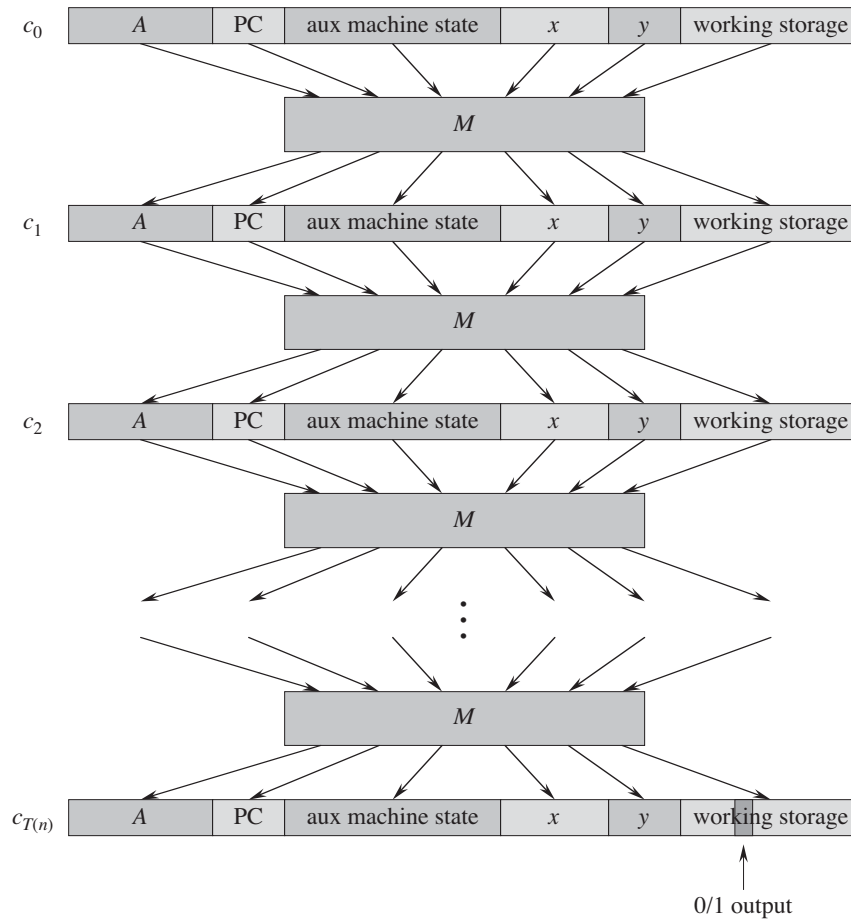 c0 A PC aux machine state x y working storage
M
c1 A PC aux machine state x y working storage
M
c2 A PC aux machine state x y working storage
M
M
cT(n) A PC aux machine state x y working storage
0/1 output